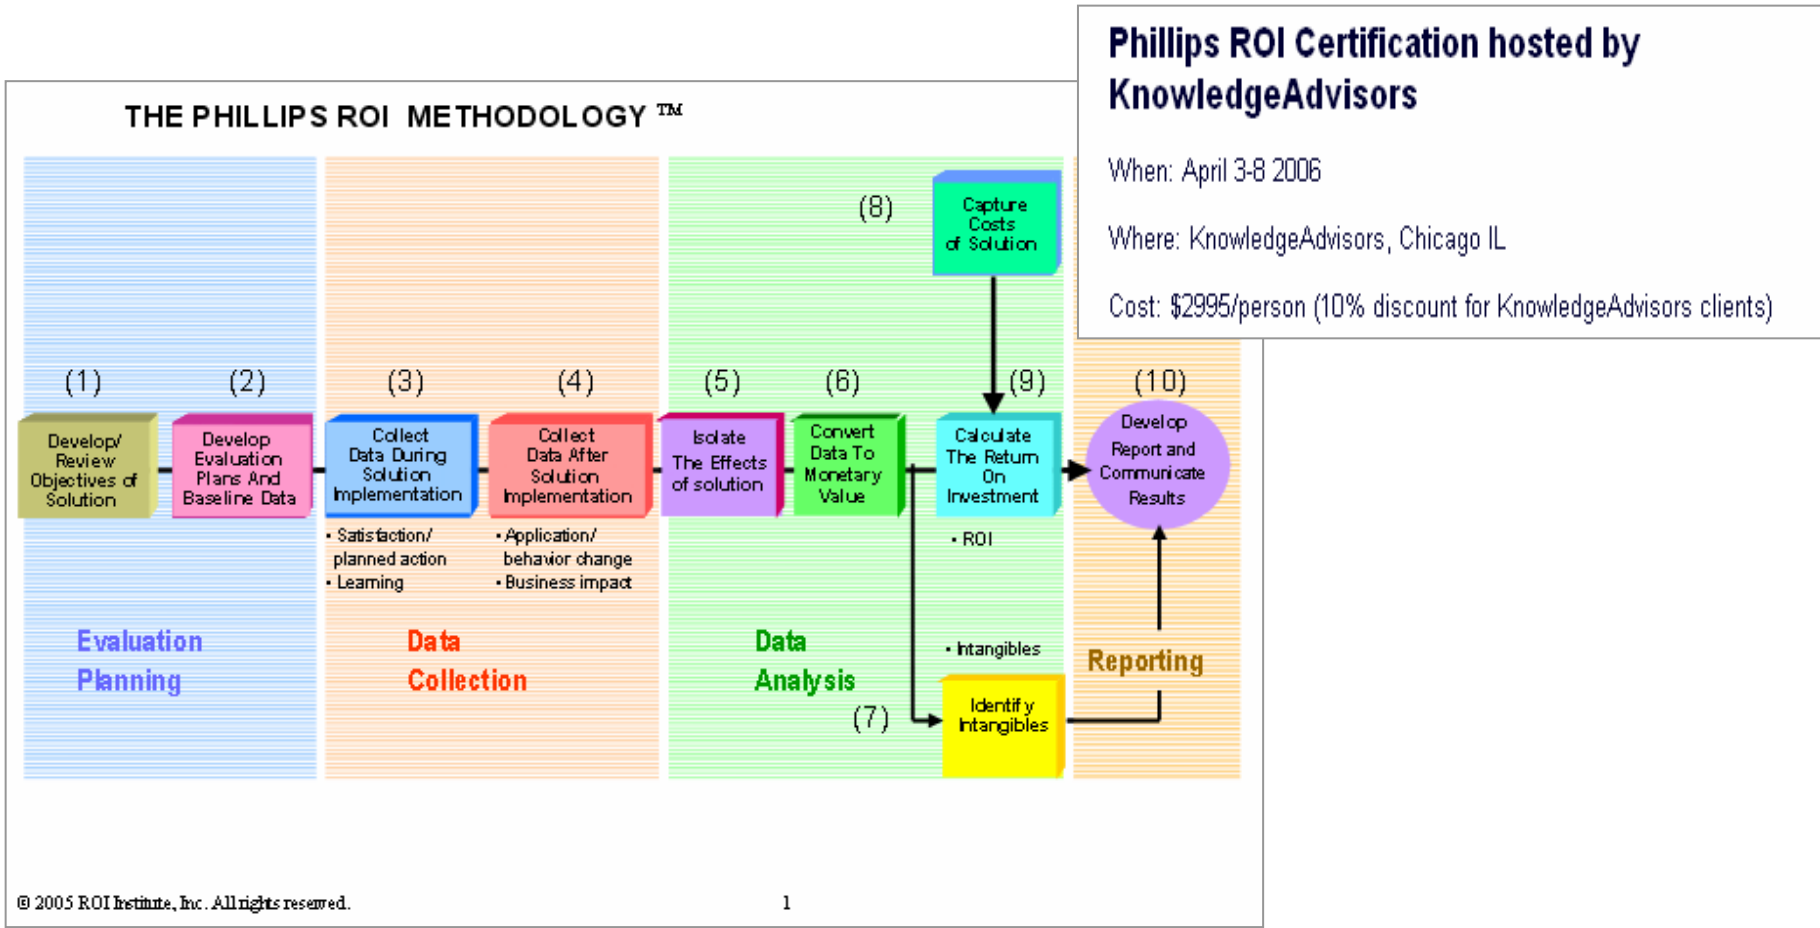 Phillips ROI Certification hosted by
KnowledgeAdvisors
When: April 3-8 2006
Where: KnowledgeAdvisors, Chicago IL
Cost: $2995/person (10% discount for KnowledgeAdvisors clients)
THE PHILLIPS ROI METHODOLOGY ™
(1)
Develop/
Review
Objectives of
Solution
(2)
Develop
Evaluation
Plans And
Baseline Data
Evaluation
Planning
(3)
Collect
Data During
Solution
Implementation
• Satisfaction/
planned action
• Learning
(4)
Collect
Data After
Solution
Implementation
• Application/
behavior change
• Business impact
Data
Collection
(5)
Isolate
The Effects
of solution
(6)
Convert
Data To
Monetary
Value
Data
Analysis
(7)
• Intangibles
Identify
Intangibles
(8)
Capture
Costs
of Solution
(9)
Calculate
The Return
On
Investment
• ROI
(10)
Develop
Report and
Communicate
Results
Reporting
© 2005 ROI Institute, Inc. All rights reserved.
1